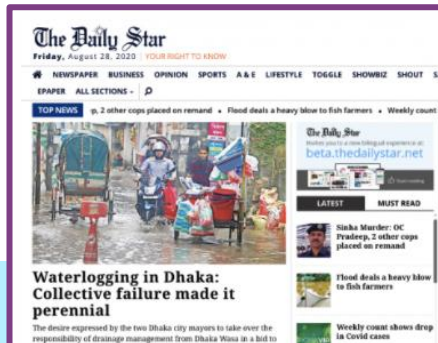 The Daily Star
Friday, August 28, 2020 | YOUR RIGHT TO KNOW
NEWSPAPER BUSINESS OPINION SPORTS A & E LIFESTYLE TOGGLE SHOWBIZ SHOUT S
EPAPER ALL SECTIONS
TOP NEWS p, 2 other cops placed on remand • Flood deals a heavy blow to fish farmers • Weekly count
The Daily Star
beta.thedailystar.net
LATEST MUST READ
Sinha Murder: OC
Pradeep, 2 other cops
placed on remand
Flood deals a heavy blow
to fish farmers
Weekly count shows drop
in Covid cases
Waterlogging in Dhaka:
Collective failure made it
perennial
The desire expressed by the two Dhaka city mayors to take over the
responsibility of drainage management from Dhaka Wasa in a bid to